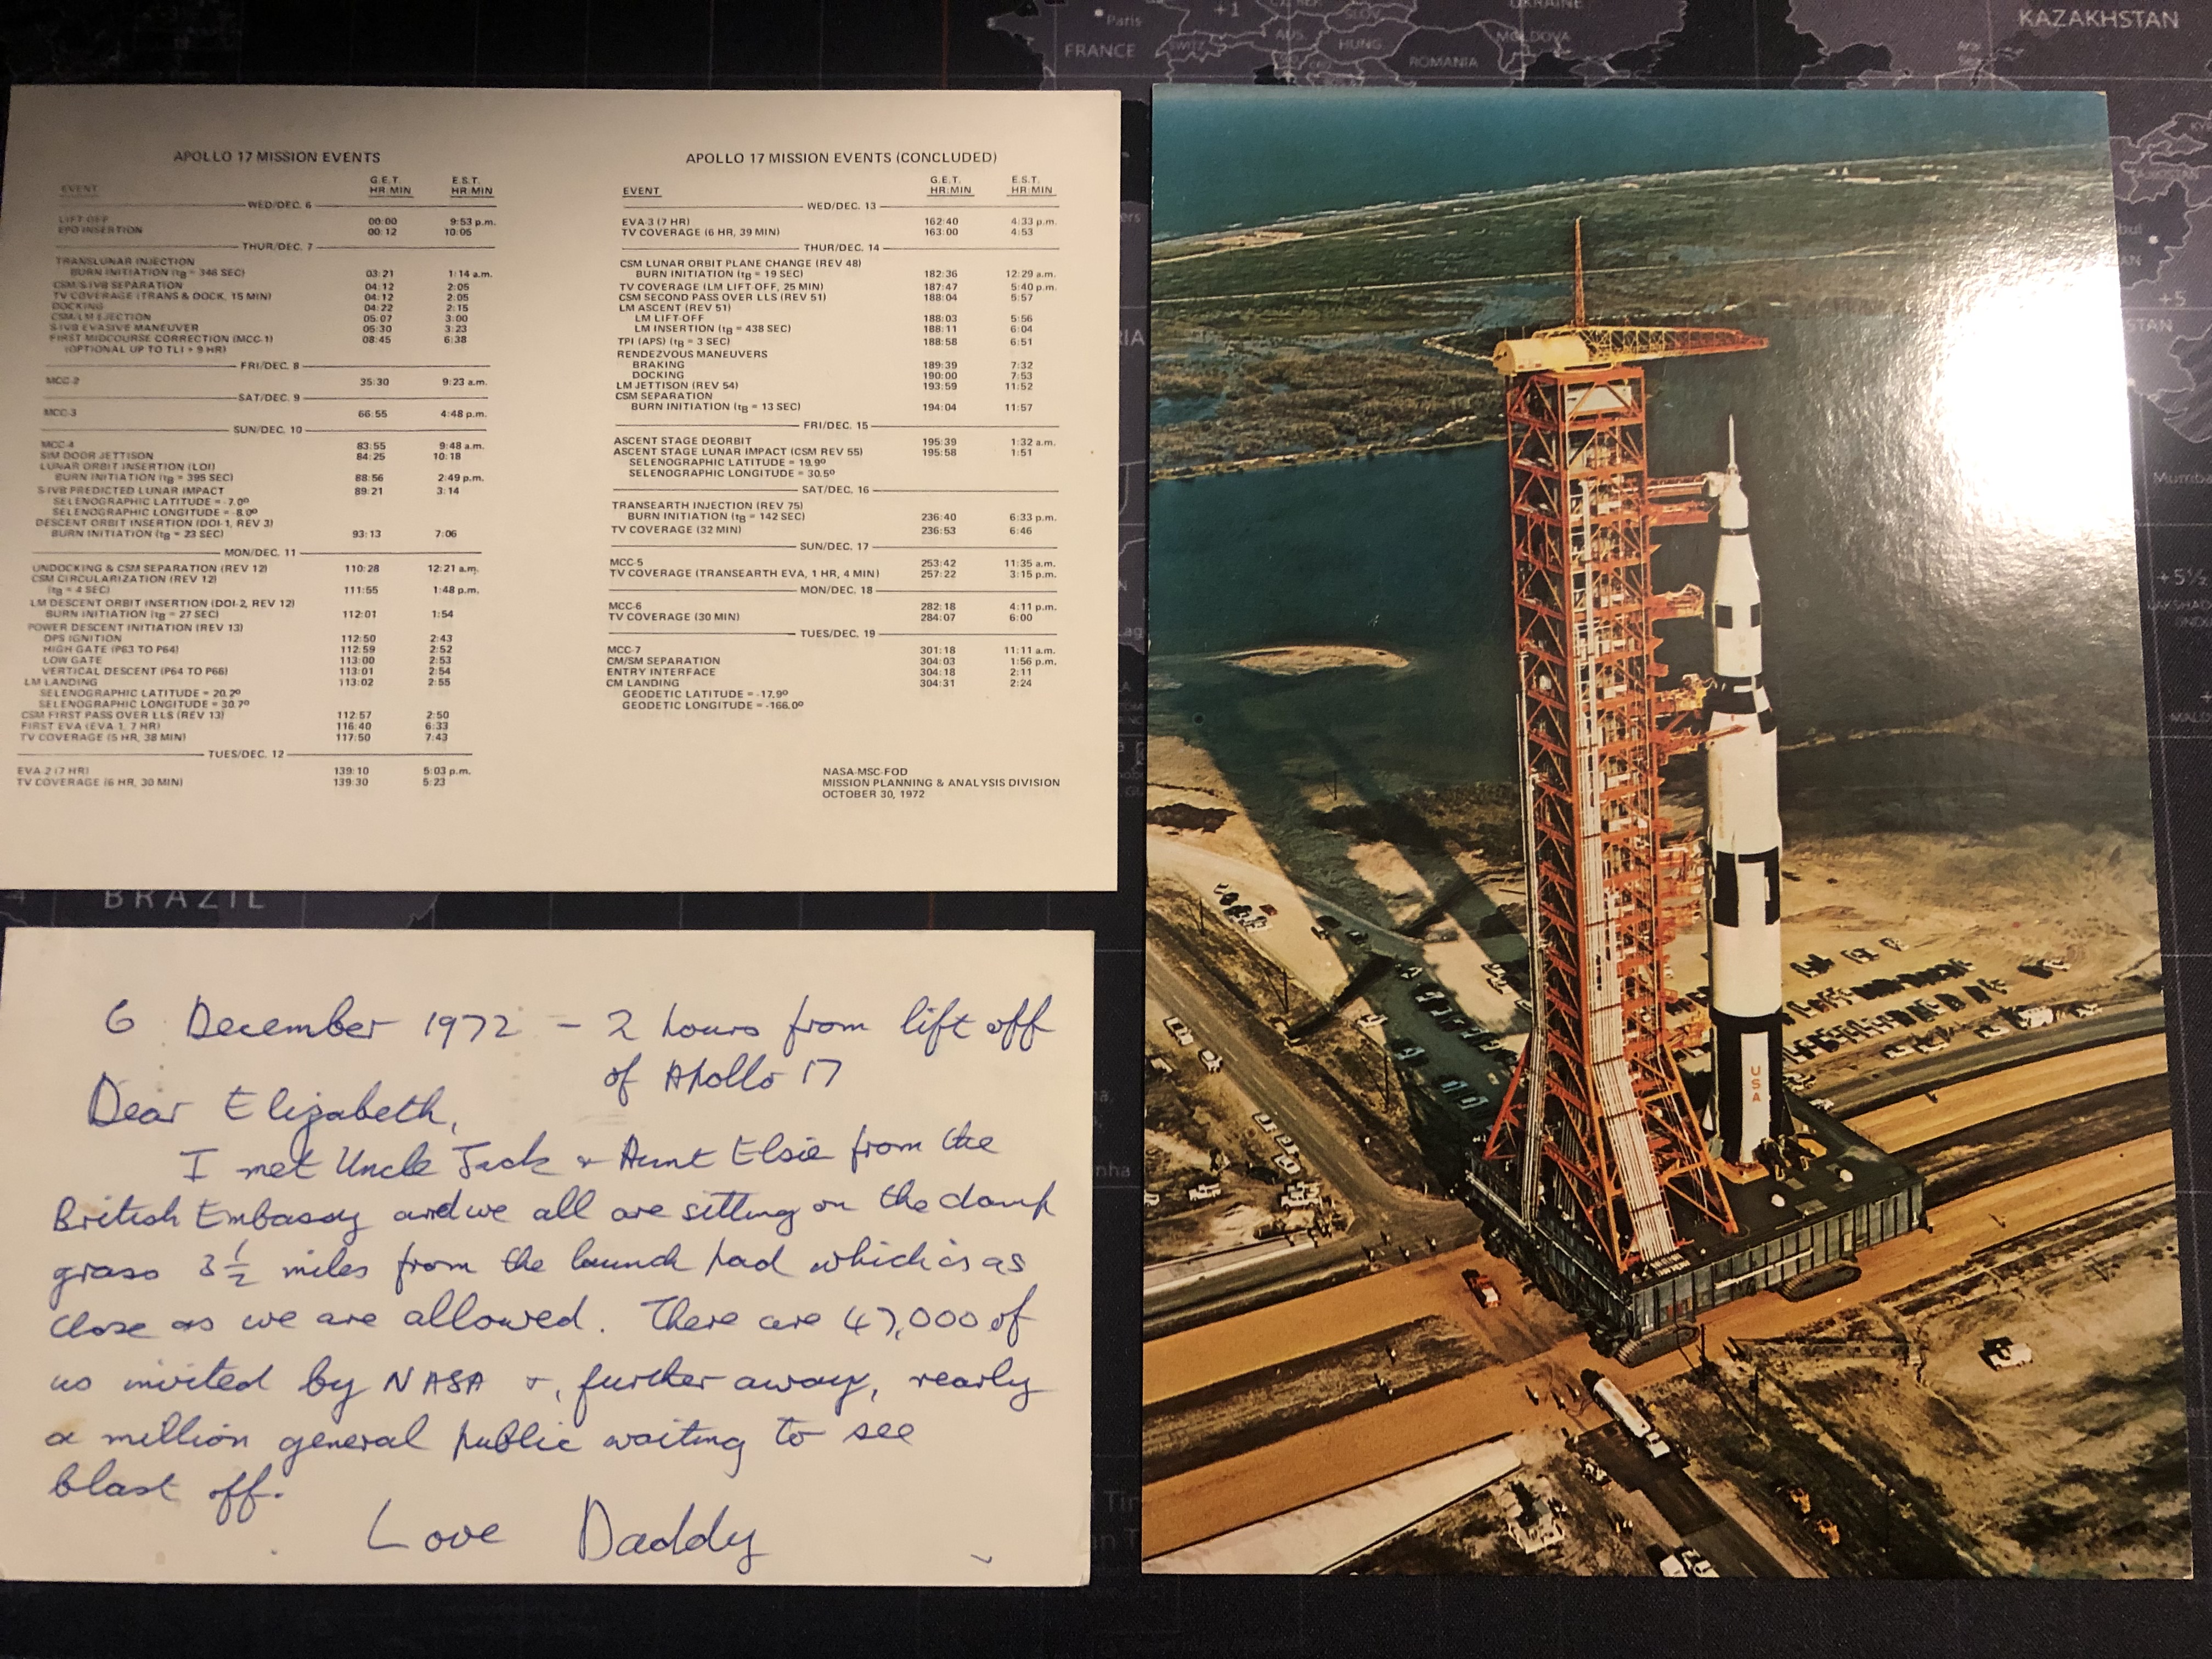 APOLLO 17 MISSION EVENTS
EVENT G.E.T. HR:MIN E.S.T. HR:MIN
WED/DEC. 6
LIFT OFF 00:00 9:53 p.m.
EPO INSERTION 00:12 10:05
THUR/DEC. 7
TRANSLUNAR INJECTION
BURN INITIATION (tB = 346 SEC) 03:21 1:14 a.m.
CSM/S-IVB SEPARATION 04:12 2:05
TV COVERAGE (TRANS & DOCK, 15 MIN) 04:12 2:05
DOCKING 04:22 2:15
CSM/LM EJECTION 05:07 3:00
S-IVB EVASIVE MANEUVER 05:30 3:23
FIRST MIDCOURSE CORRECTION (MCC-1) 08:45 6:38
(OPTIONAL UP TO TLI + 9 HR)
FRI/DEC. 8
MCC-2 35:30 9:23 a.m.
SAT/DEC. 9
MCC-3 66:55 4:48 p.m.
SUN/DEC. 10
MCC-4 83:55 9:48 a.m.
SIM DOOR JETTISON 84:25 10:18
LUNAR ORBIT INSERTION (LOI)
BURN INITIATION (tB = 395 SEC) 88:56 2:49 p.m.
S-IVB PREDICTED LUNAR IMPACT 89:21 3:14
SELENOGRAPHIC LATITUDE = -7.0º
SELENOGRAPHIC LONGITUDE = -8.0º
DESCENT ORBIT INSERTION (DOI-1, REV 3)
BURN INITIATION (tB = 23 SEC) 93:13 7:06
MON/DEC. 11
UNDOCKING & CSM SEPARATION (REV 12) 110:28 12:21 a.m.
CSM CIRCULARIZATION (REV 12)
(tB = 4 SEC) 111:55 1:48 p.m.
LM DESCENT ORBIT INSERTION (DOI-2, REV 12)
BURN INITIATION (tB = 27 SEC) 112:01 1:54
POWER DESCENT INITIATION (REV 13)
DPS IGNITION 112:50 2:43
HIGH GATE (P63 TO P64) 112:59 2:52
LOW GATE 113:00 2:53
VERTICAL DESCENT (P64 TO P66) 113:01 2:54
LM LANDING 113:02 2:55
SELENOGRAPHIC LATITUDE = 20.2º
SELENOGRAPHIC LONGITUDE = 30.7º
CSM FIRST PASS OVER LLS (REV 13) 112:57 2:50
FIRST EVA (EVA 1, 7 HR) 116:40 6:33
TV COVERAGE (5 HR, 38 MIN) 117:50 7:43
TUES/DEC. 12
EVA-2 (7 HR) 139:10 5:03 p.m.
TV COVERAGE (6 HR, 30 MIN) 139:30 5:23
APOLLO 17 MISSION EVENTS (CONCLUDED)
EVENT G.E.T. HR:MIN E.S.T. HR:MIN
WED/DEC. 13
EVA-3 (7 HR) 162:40 4:33 p.m.
TV COVERAGE (6 HR, 39 MIN) 163:00 4:53
THUR/DEC. 14
CSM LUNAR ORBIT PLANE CHANGE (REV 48)
BURN INITIATION (tB = 19 SEC) 182:36 12:29 a.m.
TV COVERAGE (LM LIFT OFF, 25 MIN) 187:47 5:40 p.m.
CSM SECOND PASS OVER LLS (REV 51) 188:04 5:57
LM ASCENT (REV 51)
LM LIFT-OFF 188:03 5:56
LM INSERTION (tB = 438 SEC) 188:11 6:04
TPI (APS) (tB = 3 SEC) 188:58 6:51
RENDEZVOUS MANEUVERS
BRAKING 189:39 7:32
DOCKING 190:00 7:53
LM JETTISON (REV 54) 193:59 11:52
CSM SEPARATION
BURN INITIATION (tB = 13 SEC) 194:04 11:57
FRI/DEC. 15
ASCENT STAGE DEORBIT 195:39 1:32 a.m.
ASCENT STAGE LUNAR IMPACT (CSM REV 55) 195:58 1:51
SELENOGRAPHIC LATITUDE = 19.9º
SELENOGRAPHIC LONGITUDE = 30.5º
SAT/DEC. 16
TRANSEARTH INJECTION (REV 75)
BURN INITIATION (tB = 142 SEC) 236:40 6:33 p.m.
TV COVERAGE (32 MIN) 236:53 6:46
SUN/DEC. 17
MCC-5 253:42 11:35 a.m.
TV COVERAGE (TRANSEARTH EVA, 1 HR, 4 MIN) 257:22 3:15 p.m.
MON/DEC. 18
MCC-6 282:18 4:11 p.m.
TV COVERAGE (30 MIN) 284:07 6:00
TUES/DEC. 19
MCC-7 301:18 11:11 a.m.
CM/SM SEPARATION 304:03 1:56 p.m.
ENTRY INTERFACE 304:18 2:11
CM LANDING 304:31 2:24
GEODETIC LATITUDE = -17.9º
GEODETIC LONGITUDE = -166.0º
NASA-MSC-FOD
MISSION PLANNING & ANALYSIS DIVISION
OCTOBER 30, 1972
6 December 1972 - 2 hours from lift off
of Apollo 17
Dear Elizabeth,
I met Uncle Jack & Aunt Elsie from the
British Embassy and we all are sitting on the damp
grass 3½ miles from the launch pad which is as
close as we are allowed. There are 47,000 of
us invited by NASA &, further away, nearly
a million general public waiting to see
blast off.
Love Daddy
USA
BRAZIL
FRANCE
Paris
ROMANIA
KAZAKHSTAN